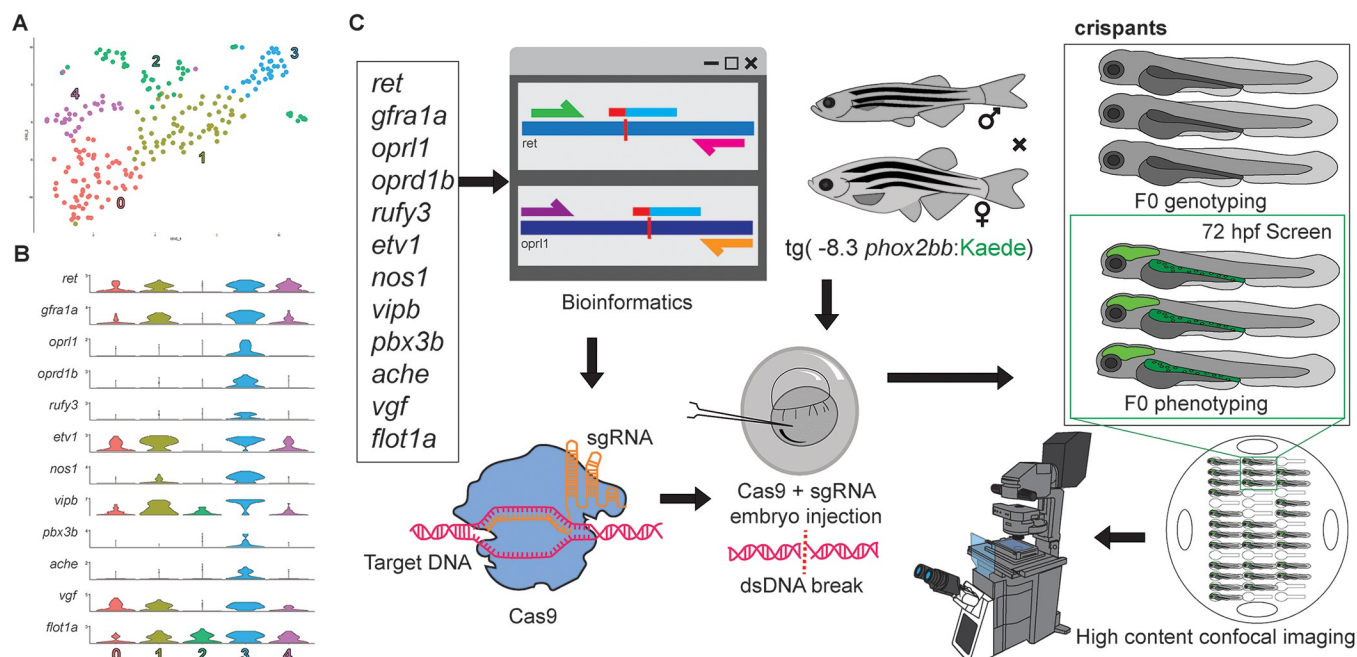 A
0
1
2
3
4
B
ret
gfra1a
oprl1
oprd1b
rufy3
etv1
nos1
vipb
pbx3b
ache
vgf
flot1a
0 1 2 3 4
C
ret
gfra1a
oprl1
oprd1b
rufy3
etv1
nos1
vipb
pbx3b
ache
vgf
flot1a
ret
oprl1
Bioinformatics
♂
×
♀
tg( -8.3 phox2bb:Kaede)
sgRNA
Target DNA
Cas9
Cas9 + sgRNA
embryo injection
dsDNA break
crispants
F0 genotyping
72 hpf Screen
F0 phenotyping
High content confocal imaging